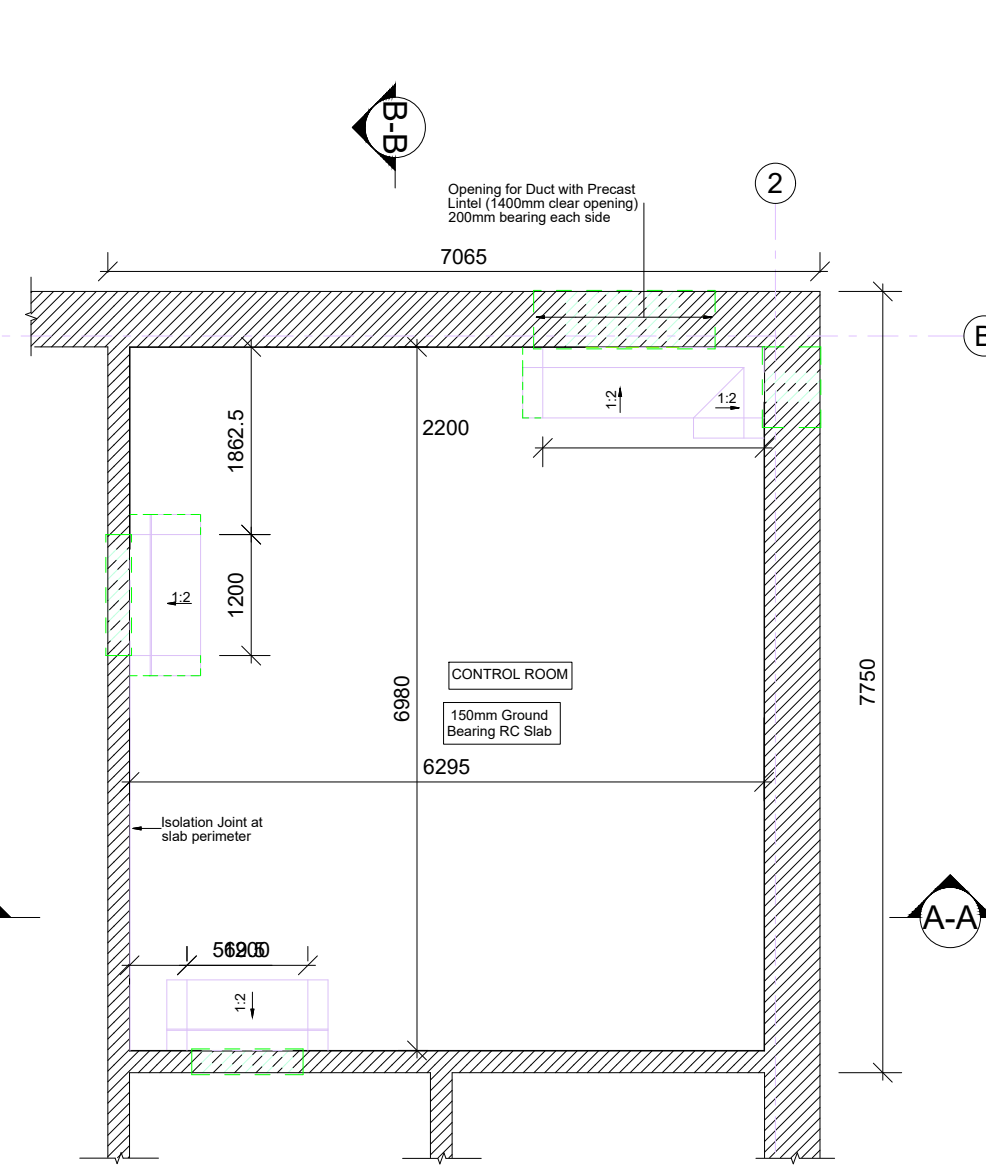 B-B
Opening for Duct with Precast
Lintel (1400mm clear opening)
200mm bearing each side
2
7065
1862.5
2200
1:2
1:2
1200
1:2
6980
CONTROL ROOM
150mm Ground
Bearing RC Slab
7750
6295
Isolation Joint at
slab perimeter
A-A
1:2